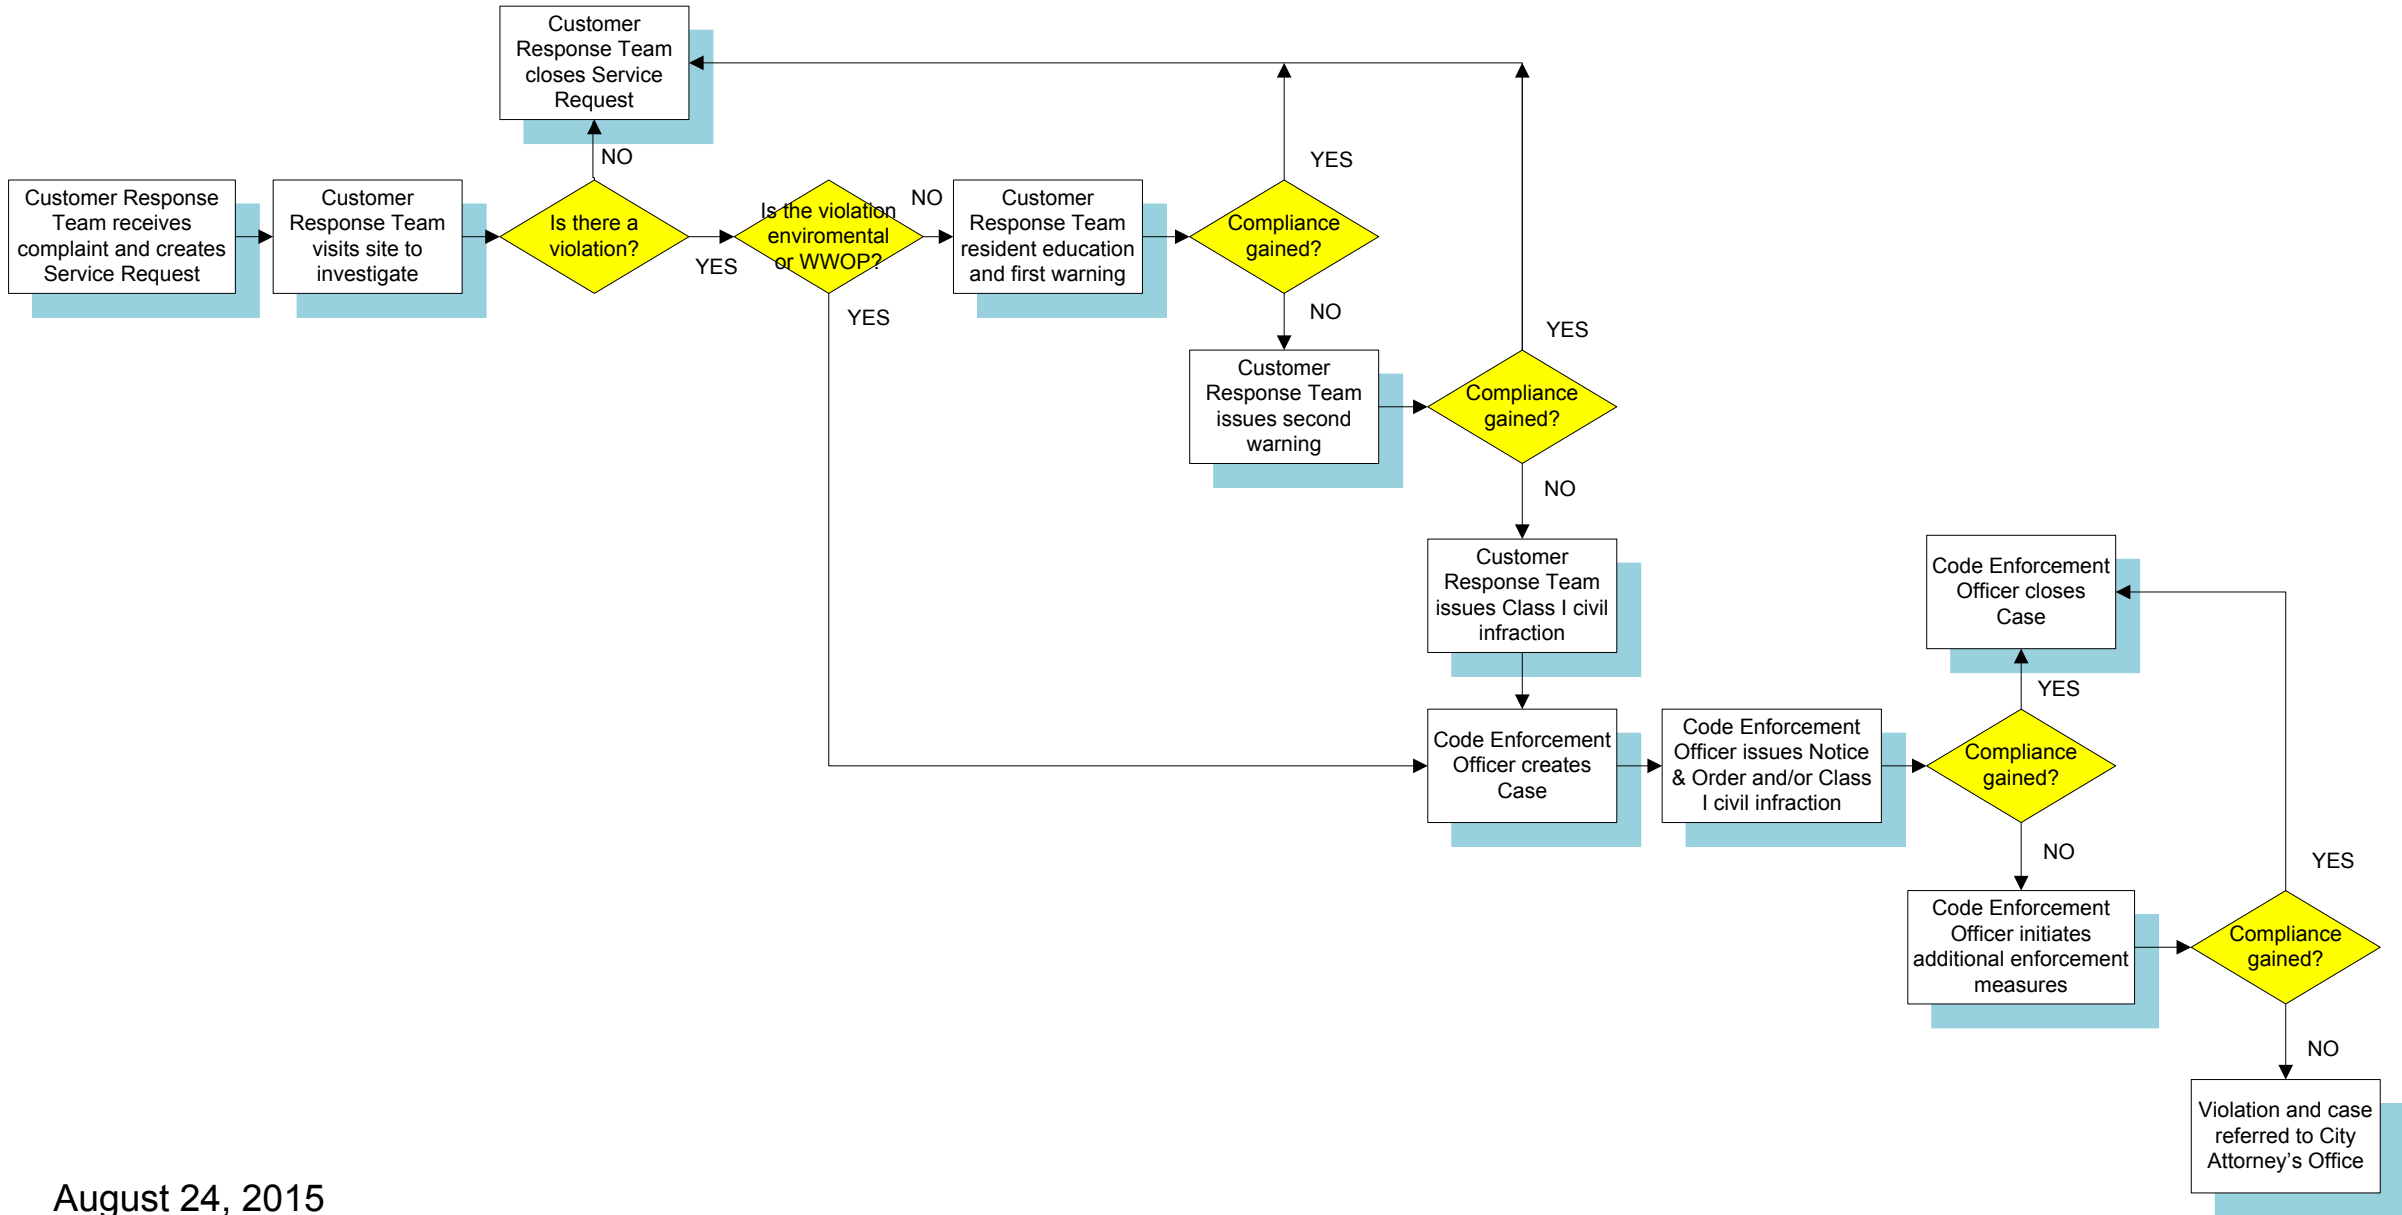 Customer
Response Team
closes Service
Request
NO
Customer Response
Team receives
complaint and creates
Service Request
Customer
Response Team
visits site to
investigate
Is there a
violation?
YES
Is the violation
enviromental
or WWOP?
NO
YES
Customer
Response Team
resident education
and first warning
Compliance
gained?
YES
NO
Customer
Response Team
issues second
warning
Compliance
gained?
YES
NO
Customer
Response Team
issues Class I civil
infraction
Code Enforcement
Officer creates
Case
Code Enforcement
Officer issues Notice
& Order and/or Class
I civil infraction
Compliance
gained?
YES
Code Enforcement
Officer closes
Case
NO
Code Enforcement
Officer initiates
additional enforcement
measures
Compliance
gained?
YES
NO
Violation and case
referred to City
Attorney's Office
August 24, 2015